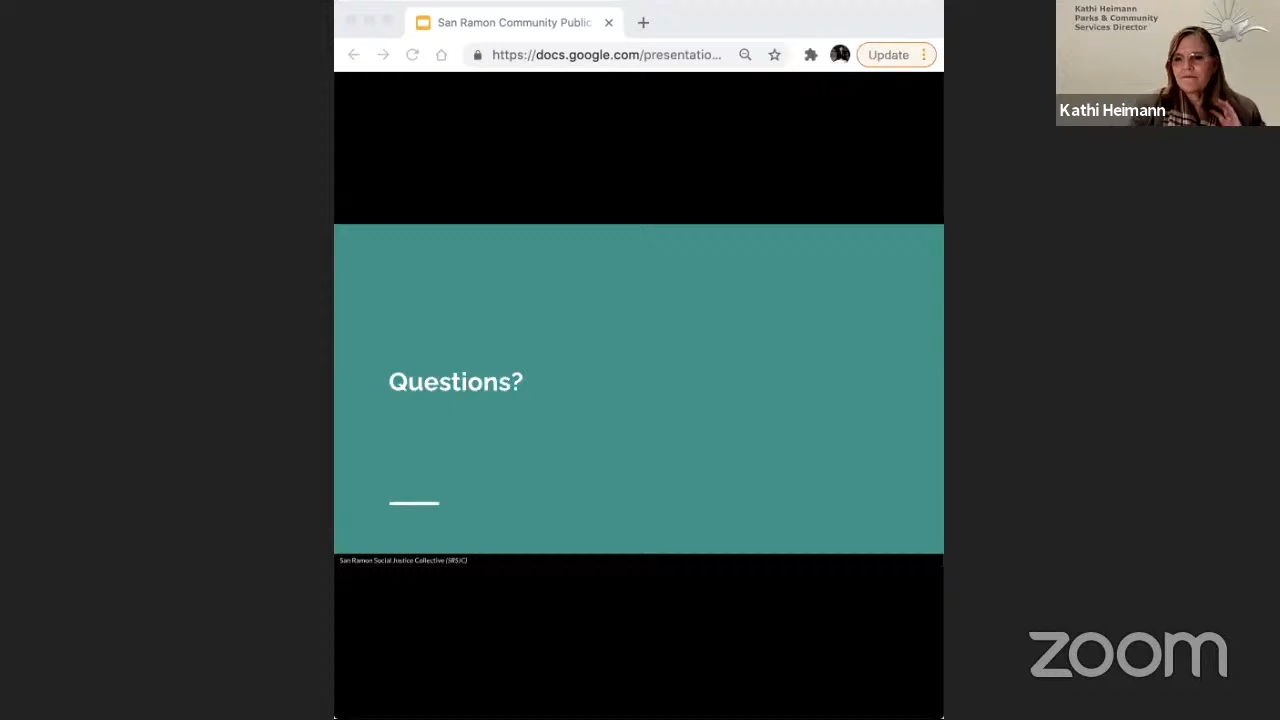 San Ramon Community Public
https://docs.google.com/presentatio...
Update
Kathi Heimann
Parks & Community
Services Director
Kathi Heimann
Questions?
San Ramon Social Justice Collective (SRSJC)
zoom